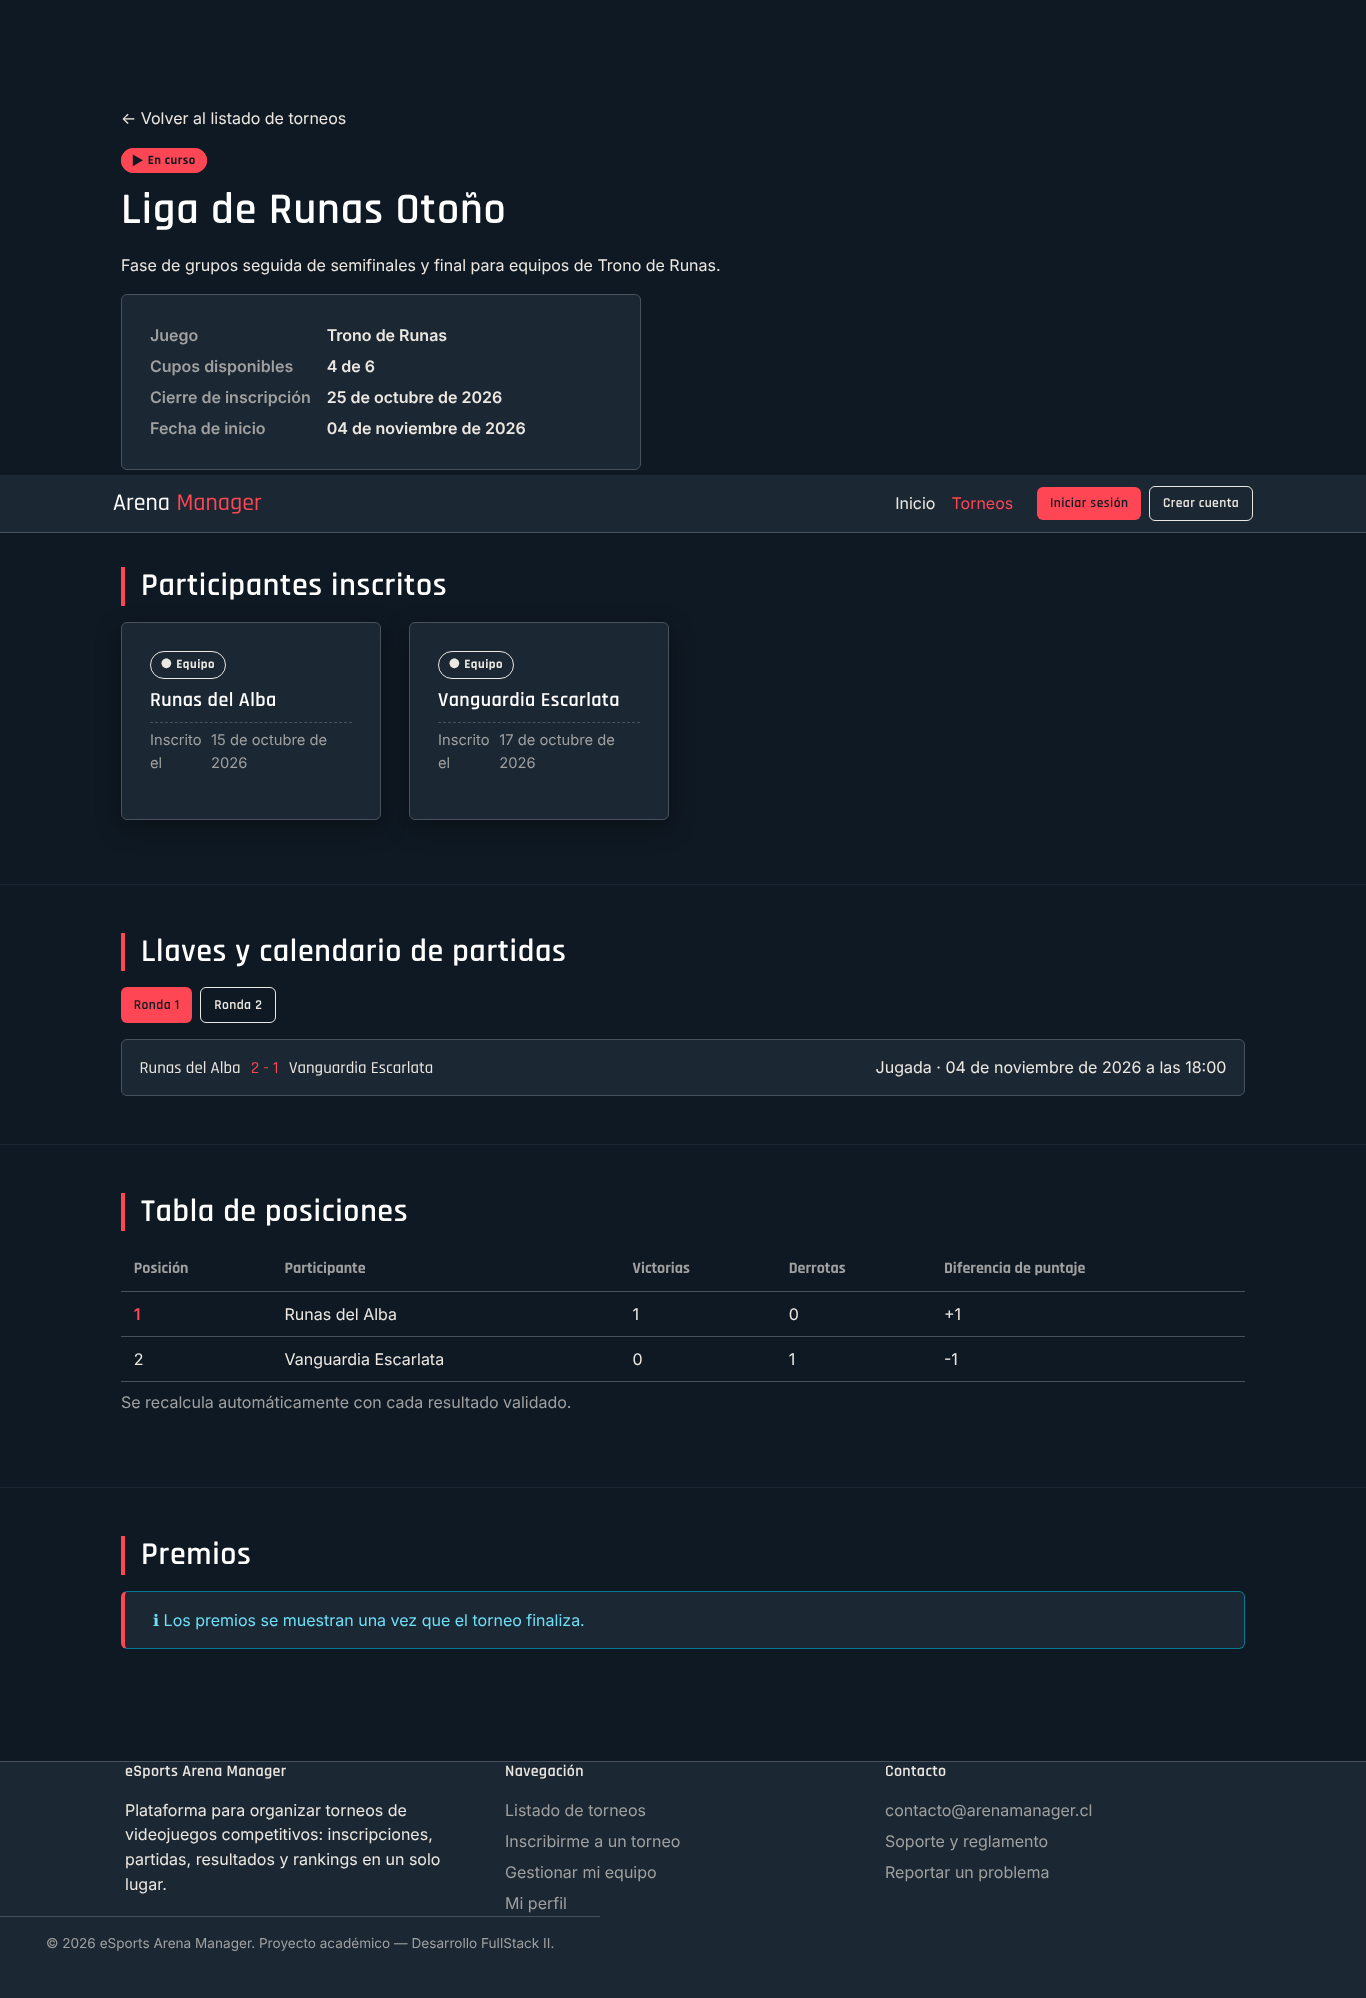 ← Volver al listado de torneos
▶ En curso
Liga de Runas Otoño
Fase de grupos seguida de semifinales y final para equipos de Trono de Runas.
Juego Trono de Runas
Cupos disponibles 4 de 6
Cierre de inscripción 25 de octubre de 2026
Fecha de inicio 04 de noviembre de 2026
Arena Manager Inicio Torneos Iniciar sesión Crear cuenta
Participantes inscritos
● Equipo
Runas del Alba
Inscrito el 15 de octubre de 2026
● Equipo
Vanguardia Escarlata
Inscrito el 17 de octubre de 2026
Llaves y calendario de partidas
Ronda 1 Ronda 2
Runas del Alba 2 - 1 Vanguardia Escarlata Jugada · 04 de noviembre de 2026 a las 18:00
Tabla de posiciones
Posición Participante Victorias Derrotas Diferencia de puntaje
1 Runas del Alba 1 0 +1
2 Vanguardia Escarlata 0 1 -1
Se recalcula automáticamente con cada resultado validado.
Premios
ℹ Los premios se muestran una vez que el torneo finaliza.
eSports Arena Manager
Plataforma para organizar torneos de
videojuegos competitivos: inscripciones,
partidas, resultados y rankings en un solo
lugar.
Navegación
Listado de torneos
Inscribirme a un torneo
Gestionar mi equipo
Mi perfil
Contacto
contacto@arenamanager.cl
Soporte y reglamento
Reportar un problema
© 2026 eSports Arena Manager. Proyecto académico — Desarrollo FullStack II.